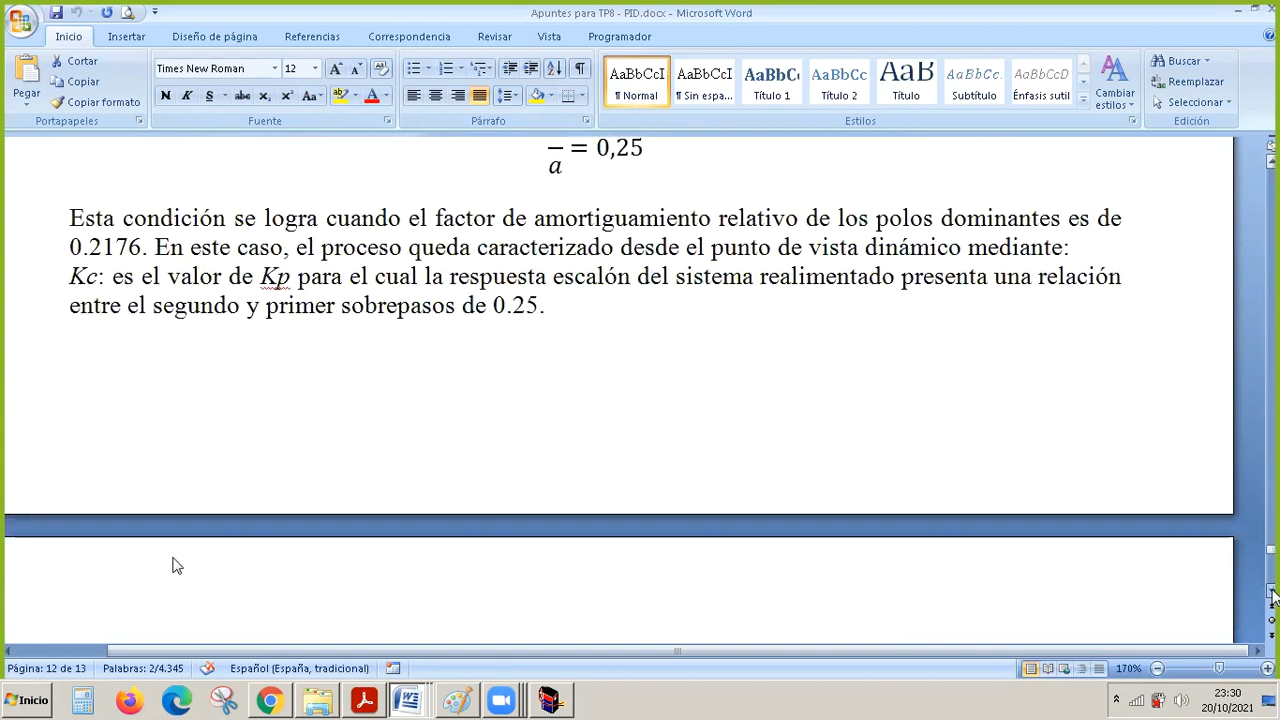 Apuntes para TP8 - PID.docx - Microsoft Word
Inicio Insertar Diseño de página Referencias Correspondencia Revisar Vista Programador
Pegar
Cortar
Copiar
Copiar formato
Portapapeles
Times New Roman 12
N K S abc x₂ x² Aa
Fuente
Párrafo
AaBbCcI AaBbCcI AaBbC AaBbCc AaB AaBbCc. AaBbCcD
¶ Normal ¶ Sin espa... Título 1 Título 2 Título Subtítulo Énfasis sutil
Cambiar
estilos
Estilos
Buscar
Reemplazar
Seleccionar
Edición
a = 0,25
Esta condición se logra cuando el factor de amortiguamiento relativo de los polos dominantes es de
0.2176. En este caso, el proceso queda caracterizado desde el punto de vista dinámico mediante:
Kc: es el valor de Kp para el cual la respuesta escalón del sistema realimentado presenta una relación
entre el segundo y primer sobrepasos de 0.25.
Página: 12 de 13 Palabras: 2/4.345 Español (España, tradicional) 170%
Inicio
23:30
20/10/2021